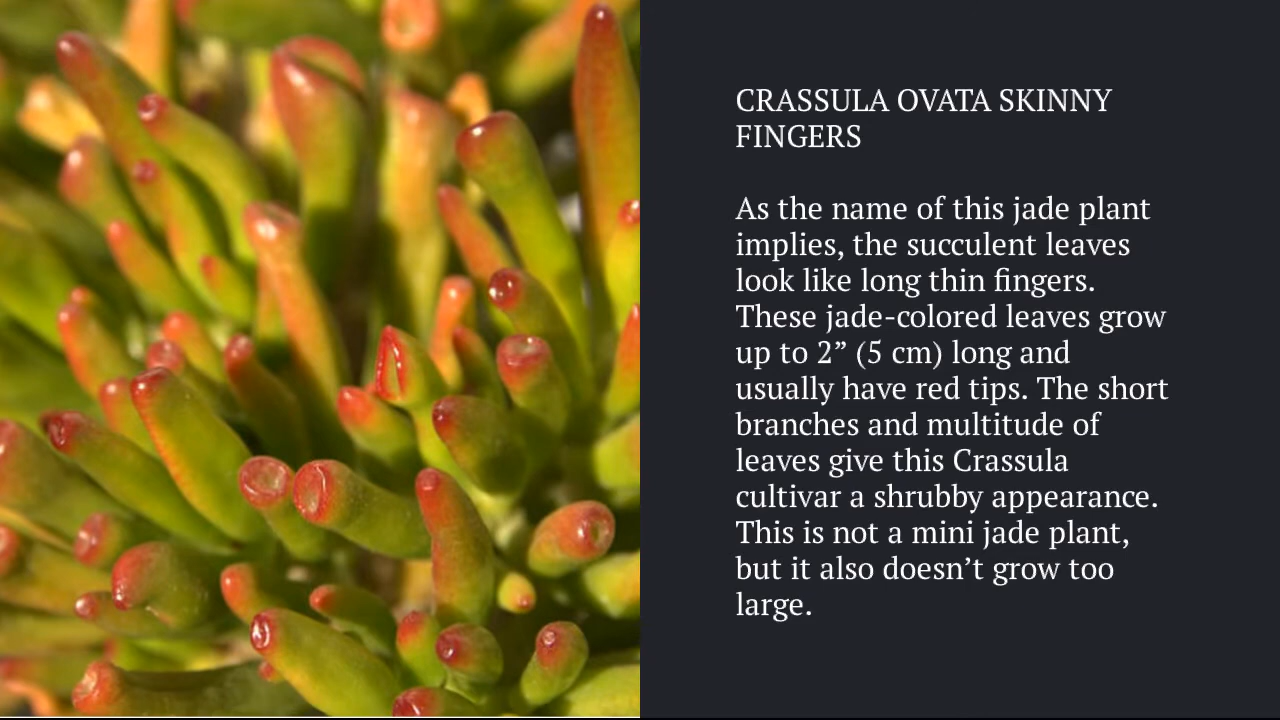 CRASSULA OVATA SKINNY
FINGERS
As the name of this jade plant
implies, the succulent leaves
look like long thin fingers.
These jade-colored leaves grow
up to 2” (5 cm) long and
usually have red tips. The short
branches and multitude of
leaves give this Crassula
cultivar a shrubby appearance.
This is not a mini jade plant,
but it also doesn’t grow too
large.